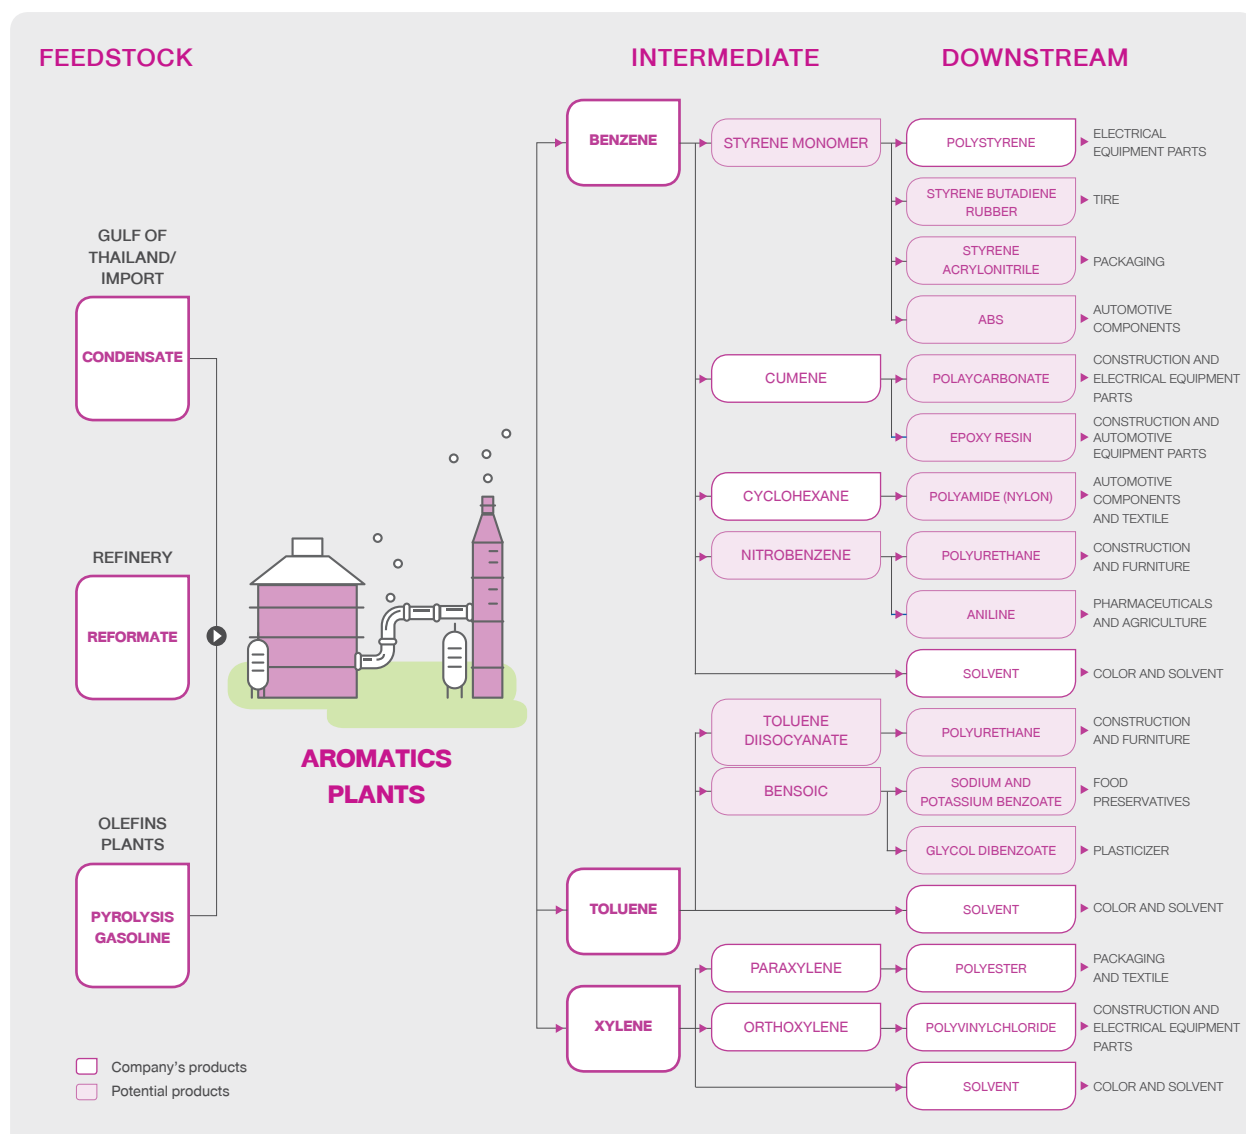 FEEDSTOCK
INTERMEDIATE
DOWNSTREAM
GULF OF
THAILAND/
IMPORT
CONDENSATE
REFINERY
REFORMATE
OLEFINS
PLANTS
PYROLYSIS
GASOLINE
AROMATICS
PLANTS
BENZENE
STYRENE MONOMER
POLYSTYRENE
ELECTRICAL
EQUIPMENT PARTS
STYRENE BUTADIENE
RUBBER
TIRE
STYRENE
ACRYLONITRILE
PACKAGING
ABS
AUTOMOTIVE
COMPONENTS
CUMENE
POLAYCARBONATE
CONSTRUCTION AND
ELECTRICAL EQUIPMENT
PARTS
EPOXY RESIN
CONSTRUCTION AND
AUTOMOTIVE
EQUIPMENT PARTS
CYCLOHEXANE
POLYAMIDE (NYLON)
AUTOMOTIVE
COMPONENTS
AND TEXTILE
NITROBENZENE
POLYURETHANE
CONSTRUCTION
AND FURNITURE
ANILINE
PHARMACEUTICALS
AND AGRICULTURE
SOLVENT
COLOR AND SOLVENT
TOLUENE
TOLUENE
DIISOCYANATE
POLYURETHANE
CONSTRUCTION
AND FURNITURE
BENSOIC
SODIUM AND
POTASSIUM BENZOATE
FOOD
PRESERVATIVES
GLYCOL DIBENZOATE
PLASTICIZER
SOLVENT
COLOR AND SOLVENT
XYLENE
PARAXYLENE
POLYESTER
PACKAGING
AND TEXTILE
ORTHOXYLENE
POLYVINYLCHLORIDE
CONSTRUCTION AND
ELECTRICAL EQUIPMENT
PARTS
SOLVENT
COLOR AND SOLVENT
Company's products
Potential products